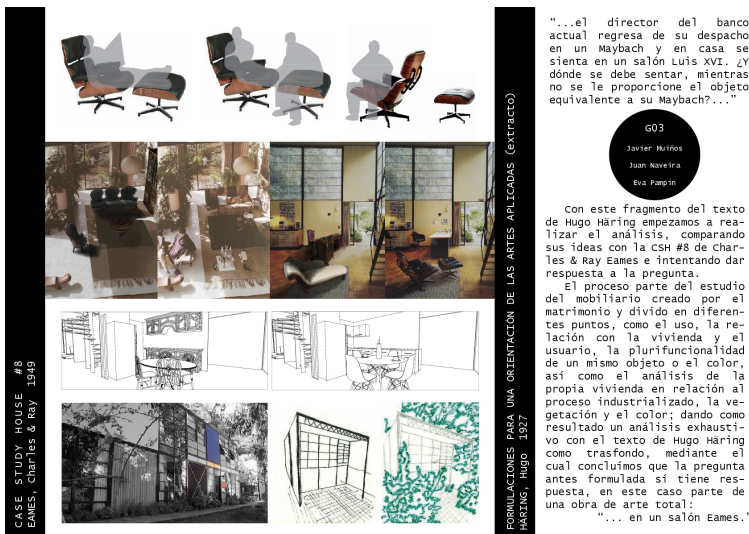 CASE STUDY HOUSE #8
EAMES, Charles & Ray 1949
FORMULACIONES PARA UNA ORIENTACIÓN DE LAS ARTES APLICADAS (extracto)
HÄRING, Hugo 1927
“...el director del banco
actual regresa de su despacho
en un Maybach y en casa se
sienta en un salón Luis XVI. ¿Y
dónde se debe sentar, mientras
no se le proporcione el objeto
equivalente a su Maybach?...”
G03
Javier Muiños
Juan Naveira
Eva Pampín
Con este fragmento del texto
de Hugo Häring empezamos a rea-
lizar el análisis, comparando
sus ideas con la CSH #8 de Char-
les & Ray Eames e intentando dar
respuesta a la pregunta.
El proceso parte del estudio
del mobiliario creado por el
matrimonio y divido en diferen-
tes puntos, como el uso, la re-
lación con la vivienda y el
usuario, la plurifuncionalidad
de un mismo objeto o el color,
así como el análisis de la
propia vivienda en relación al
proceso industrializado, la ve-
getación y el color; dando como
resultado un análisis exhausti-
vo con el texto de Hugo Häring
como trasfondo, mediante el
cual concluímos que la pregunta
antes formulada sí tiene res-
puesta, en este caso parte de
una obra de arte total:
“... en un salón Eames.’